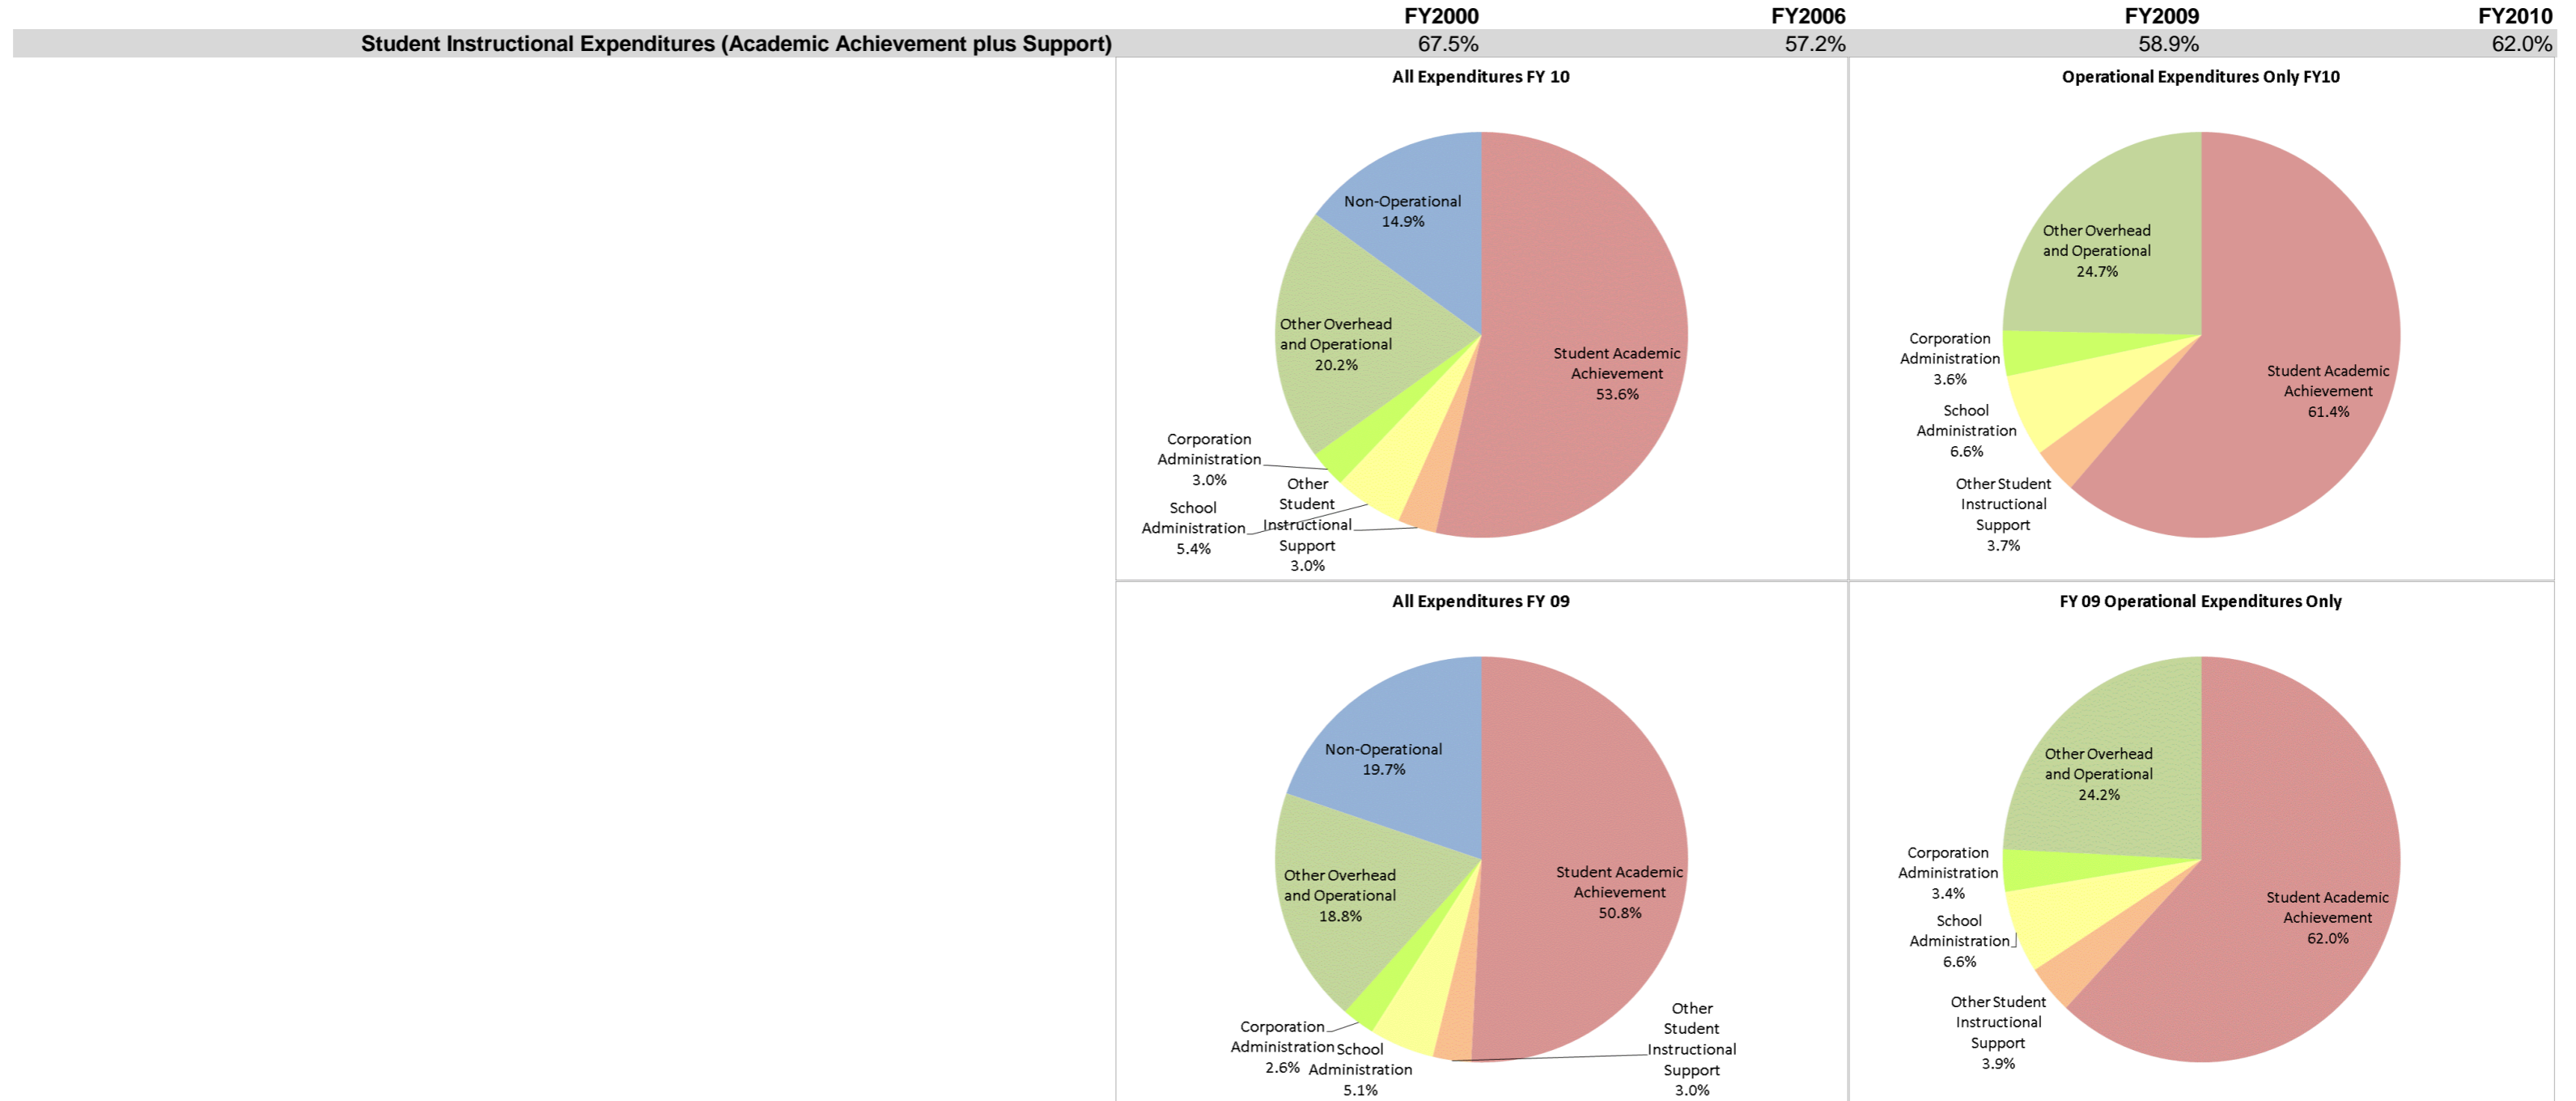 FY2000 FY2006 FY2009 FY2010
Student Instructional Expenditures (Academic Achievement plus Support) 67.5% 57.2% 58.9% 62.0%
All Expenditures FY 10
Non-Operational
14.9%
Other Overhead
and Operational
20.2%
Student Academic
Achievement
53.6%
Corporation
Administration
3.0%
School
Administration
5.4%
Other
Student
Instructional
Support
3.0%
Operational Expenditures Only FY10
Other Overhead
and Operational
24.7%
Corporation
Administration
3.6%
Student Academic
Achievement
61.4%
School
Administration
6.6%
Other Student
Instructional
Support
3.7%
All Expenditures FY 09
Non-Operational
19.7%
Other Overhead
and Operational
18.8%
Student Academic
Achievement
50.8%
Corporation
Administration
2.6%
School
Administration
5.1%
Other
Student
Instructional
Support
3.0%
FY 09 Operational Expenditures Only
Other Overhead
and Operational
24.2%
Corporation
Administration
3.4%
Student Academic
Achievement
62.0%
School
Administration
6.6%
Other Student
Instructional
Support
3.9%